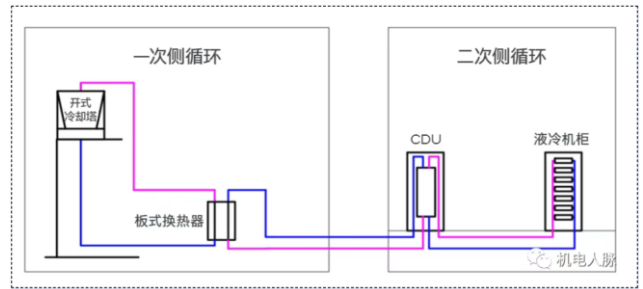 一次侧循环
二次侧循环
开式
冷却塔
CDU
液冷机柜
板式换热器
机电人脉